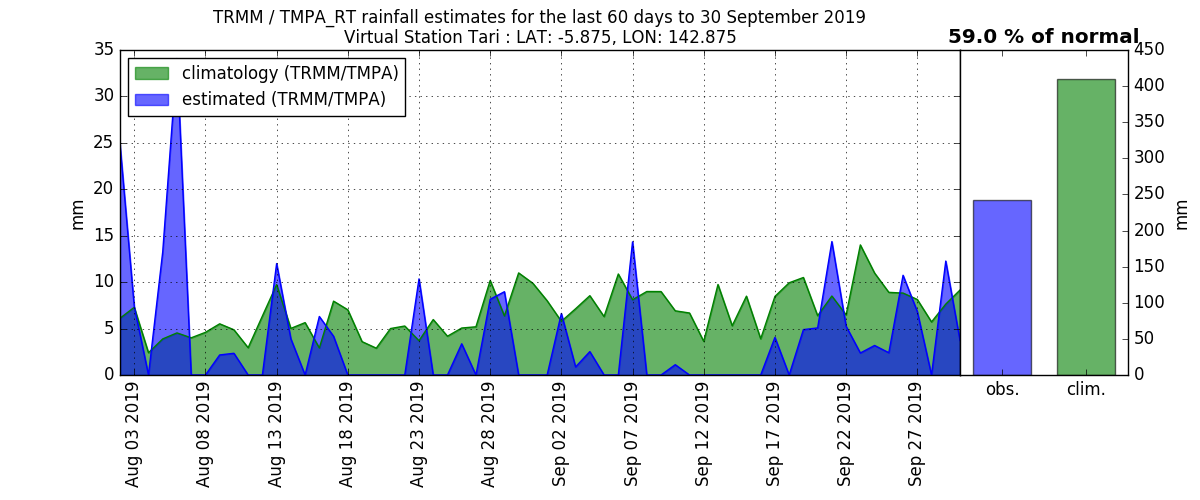 TRMM / TMPA_RT rainfall estimates for the last 60 days to 30 September 2019
Virtual Station Tari : LAT: -5.875, LON: 142.875
59.0 % of normal
climatology (TRMM/TMPA)
estimated (TRMM/TMPA)
35
30
25
20
15
10
5
0
mm
Aug 03 2019
Aug 08 2019
Aug 13 2019
Aug 18 2019
Aug 23 2019
Aug 28 2019
Sep 02 2019
Sep 07 2019
Sep 12 2019
Sep 17 2019
Sep 22 2019
Sep 27 2019
obs.
clim.
450
400
350
300
250
200
150
100
50
0
mm